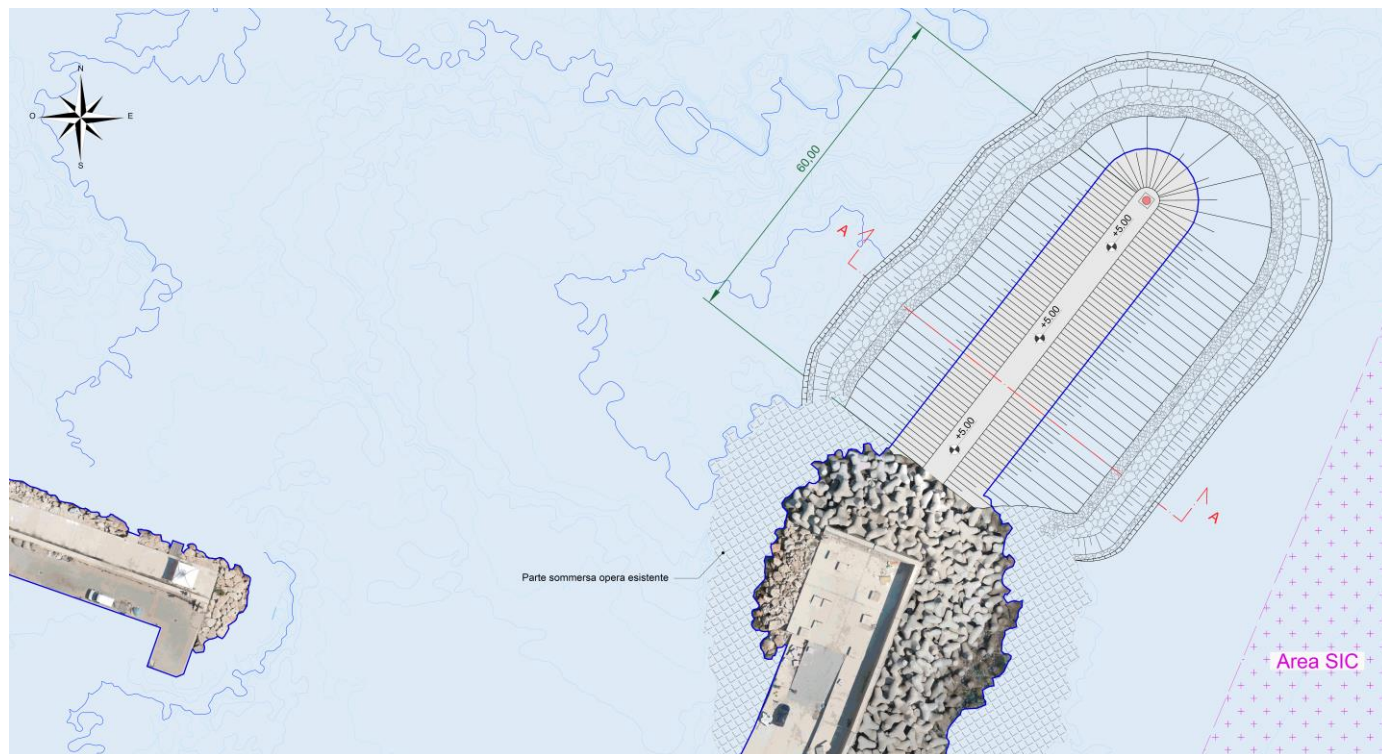 N
O
E
S
60,00
A
+5.00
+5.00
+5.00
A
Parte sommersa opera esistente
Area SIC